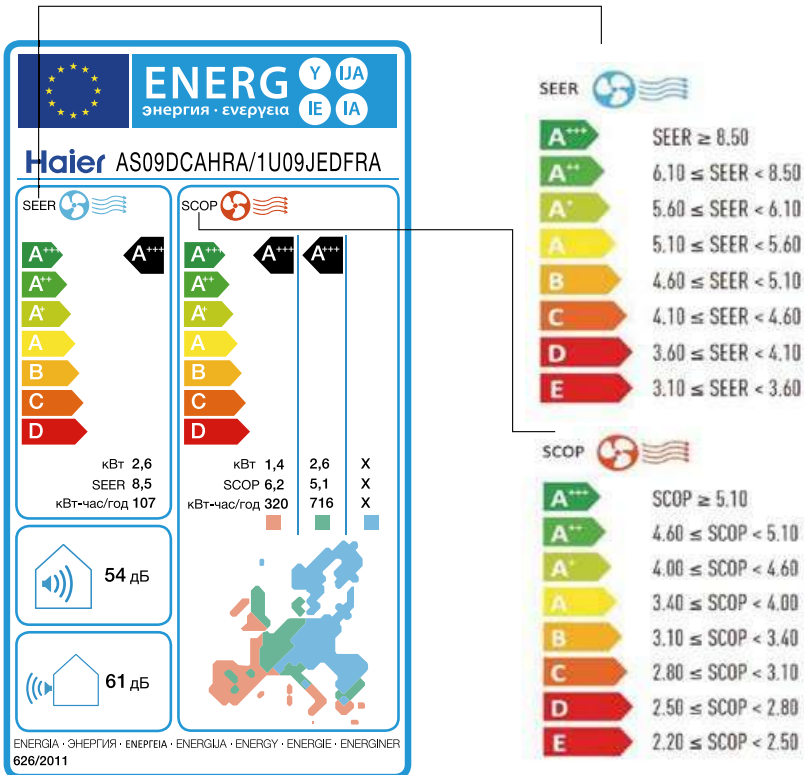 ENERG
Y IJA
IE IA
энергия · ενεργεια
Haier AS09DCAHRA/1U09JEDFRA
SEER
A+++
A++
A+
A
B
C
D
A+++
кВт 2,6
SEER 8,5
кВт-час/год 107
SCOP
A+++
A++
A+
A
B
C
D
A+++ A+++
кВт 1,4 2,6 X
SCOP 6,2 5,1 X
кВт-час/год 320 716 X
54 дБ
61 дБ
ENERGIA · ЭНЕРГИЯ · ΕΝΕΡΓΕΙΑ · ENERGIJA · ENERGY · ENERGIE · ENERGINER
626/2011
SEER
A+++ SEER ≥ 8.50
A++ 6.10 ≤ SEER < 8.50
A+ 5.60 ≤ SEER < 6.10
A 5.10 ≤ SEER < 5.60
B 4.60 ≤ SEER < 5.10
C 4.10 ≤ SEER < 4.60
D 3.60 ≤ SEER < 4.10
E 3.10 ≤ SEER < 3.60
SCOP
A+++ SCOP ≥ 5.10
A++ 4.60 ≤ SCOP < 5.10
A+ 4.00 ≤ SCOP < 4.60
A 3.40 ≤ SCOP < 4.00
B 3.10 ≤ SCOP < 3.40
C 2.80 ≤ SCOP < 3.10
D 2.50 ≤ SCOP < 2.80
E 2.20 ≤ SCOP < 2.50